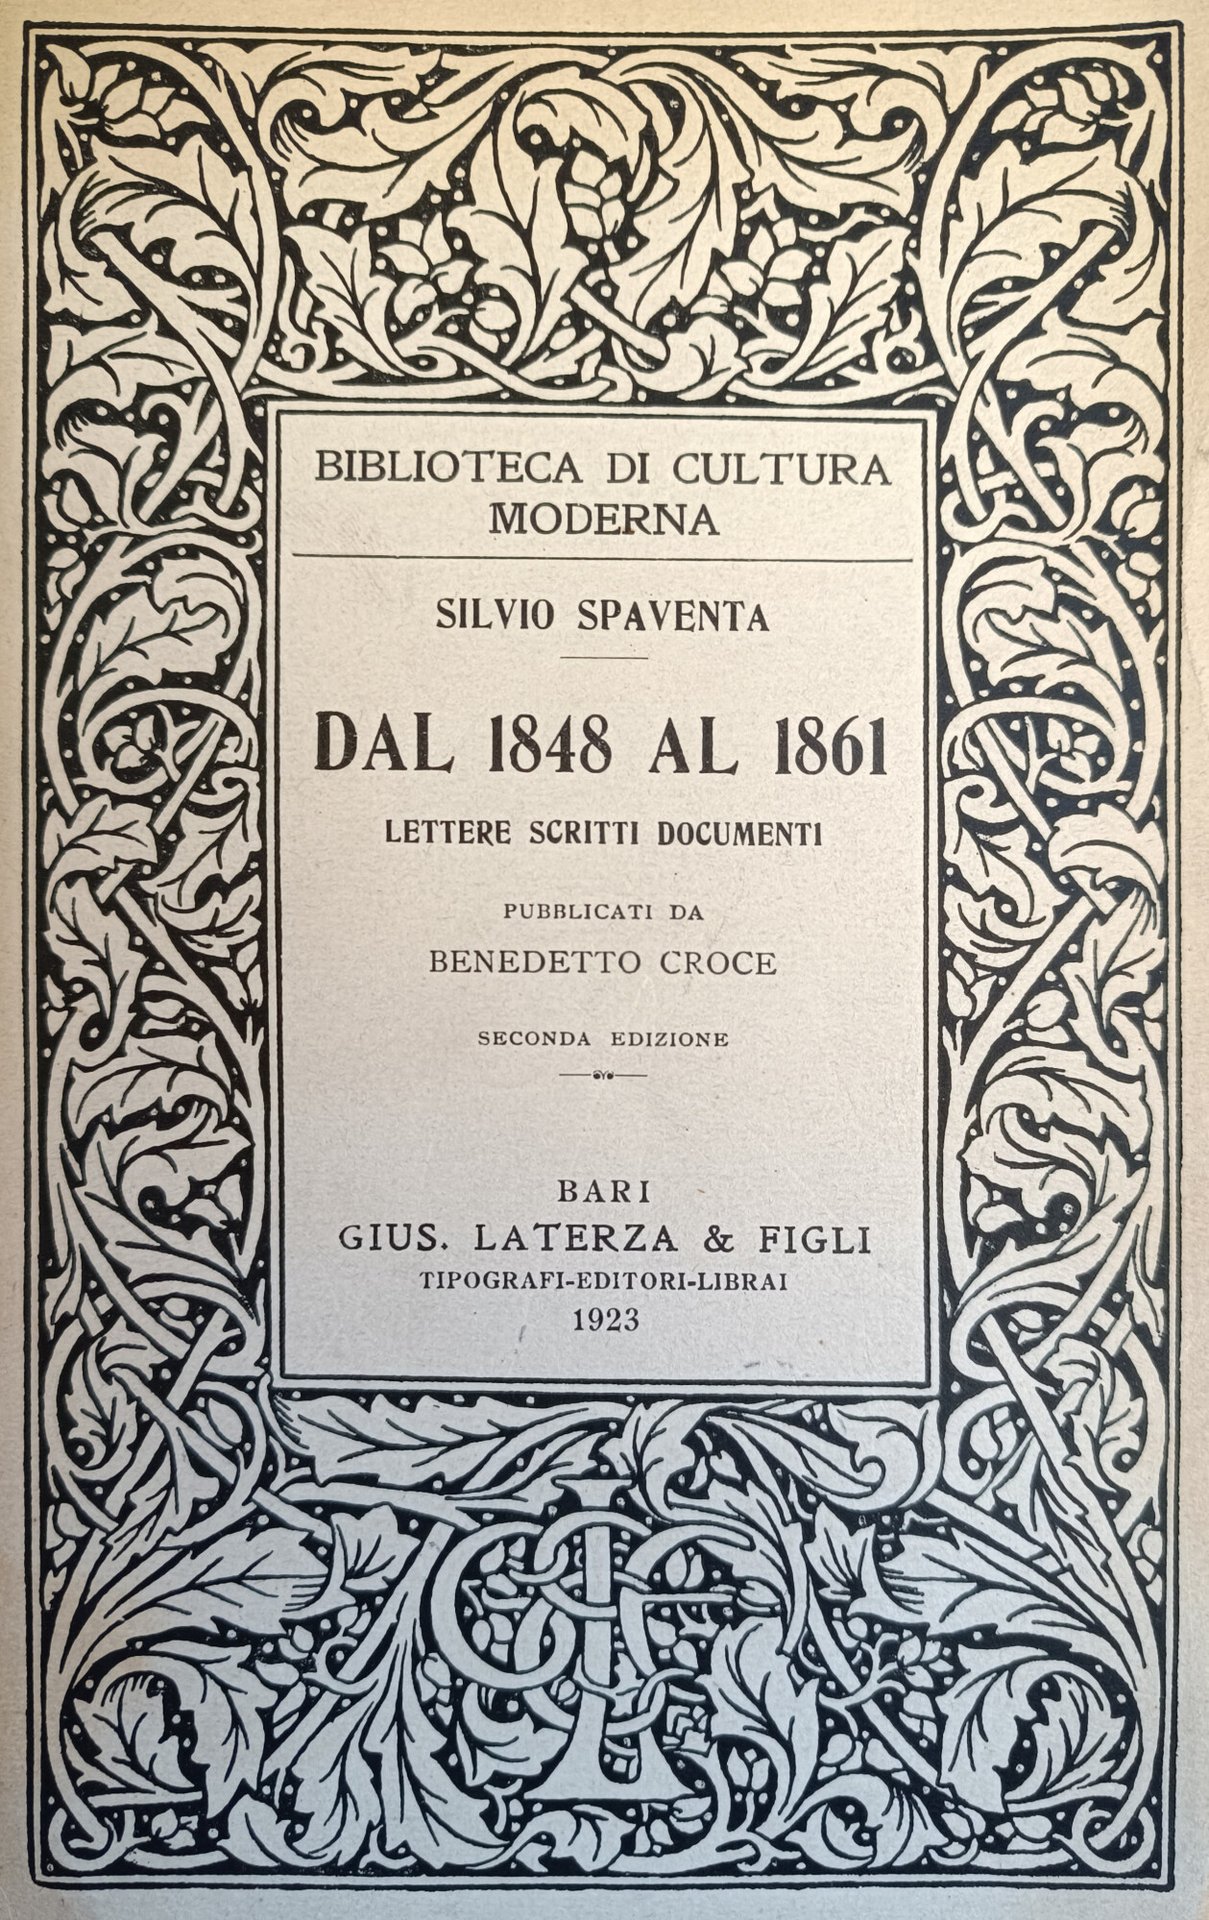 BIBLIOTECA DI CULTURA
MODERNA
SILVIO SPAVENTA
DAL 1848 AL 1861
LETTERE SCRITTI DOCUMENTI
PUBBLICATI DA
BENEDETTO CROCE
SECONDA EDIZIONE
BARI
GIUS. LATERZA & FIGLI
TIPOGRAFI-EDITORI-LIBRAI
1923